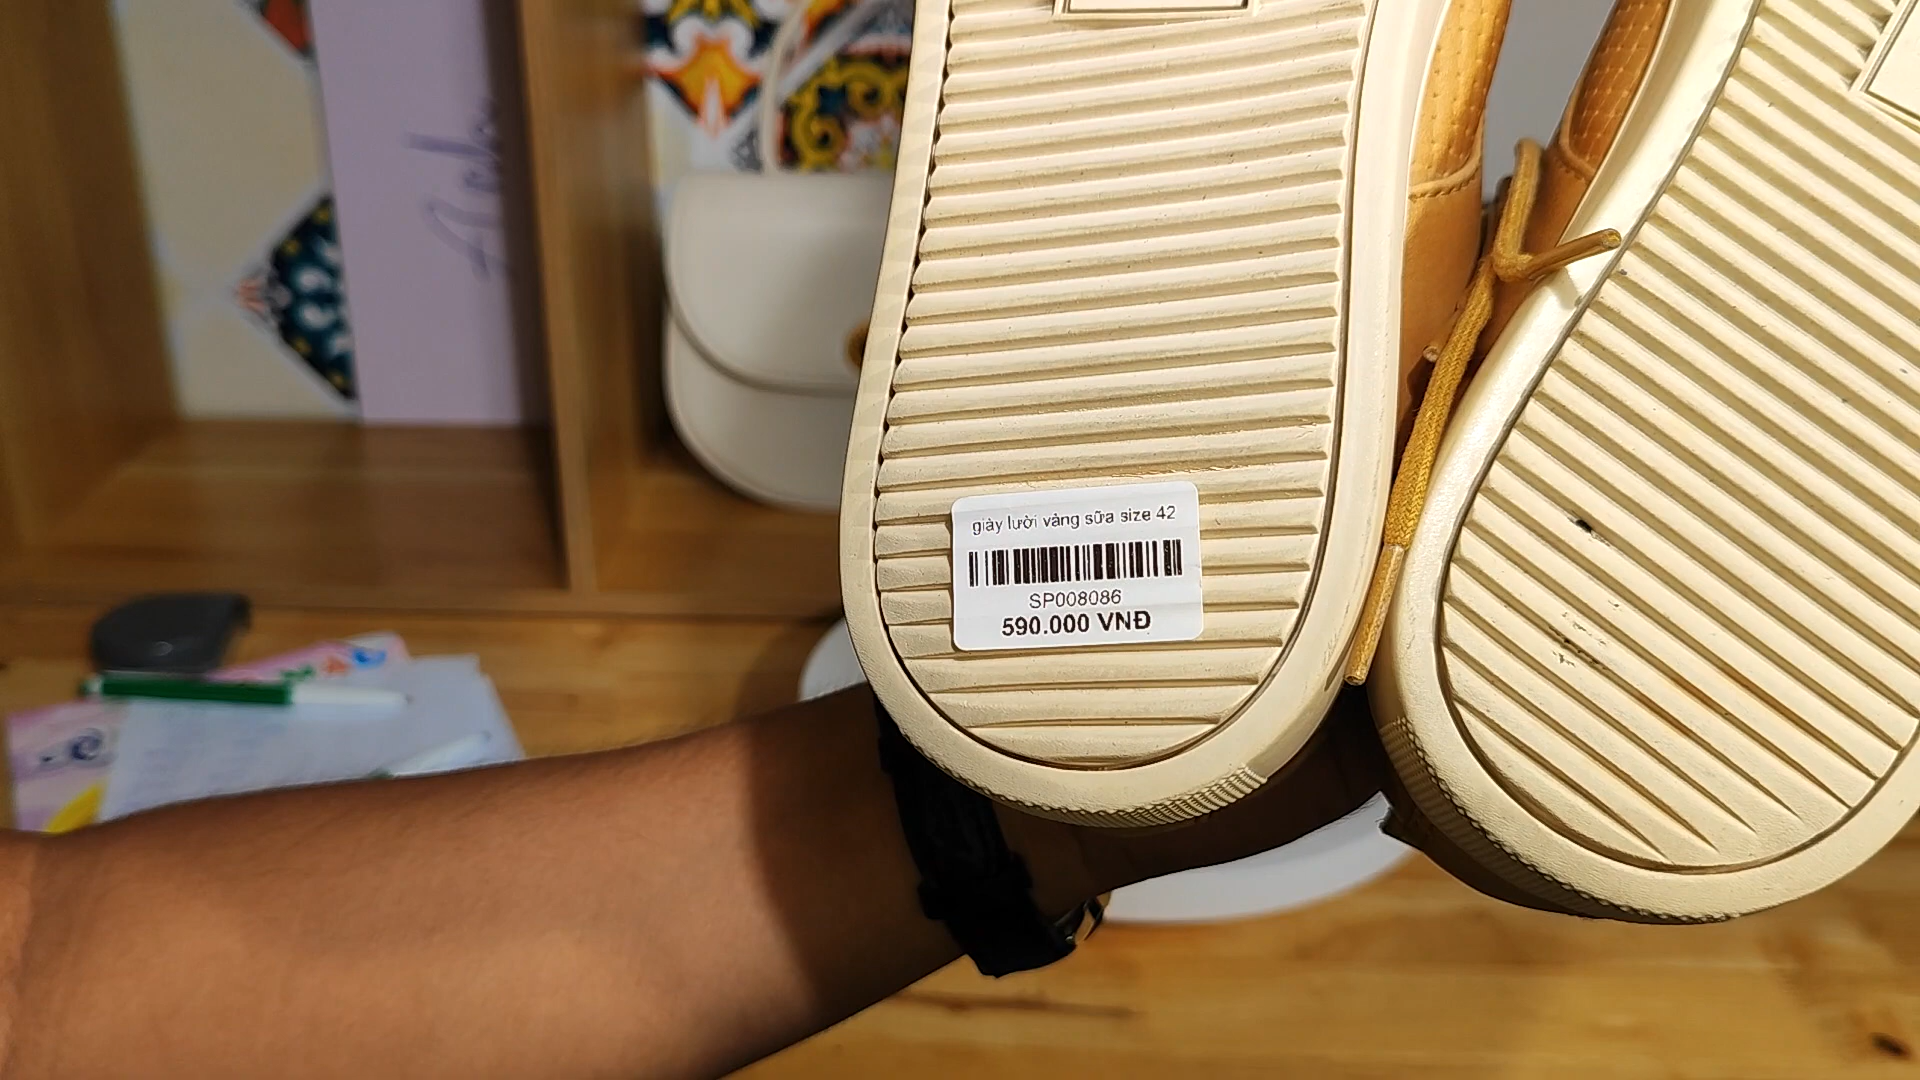 giày lười vàng sữa size 42
SP008086
590.000 VNĐ